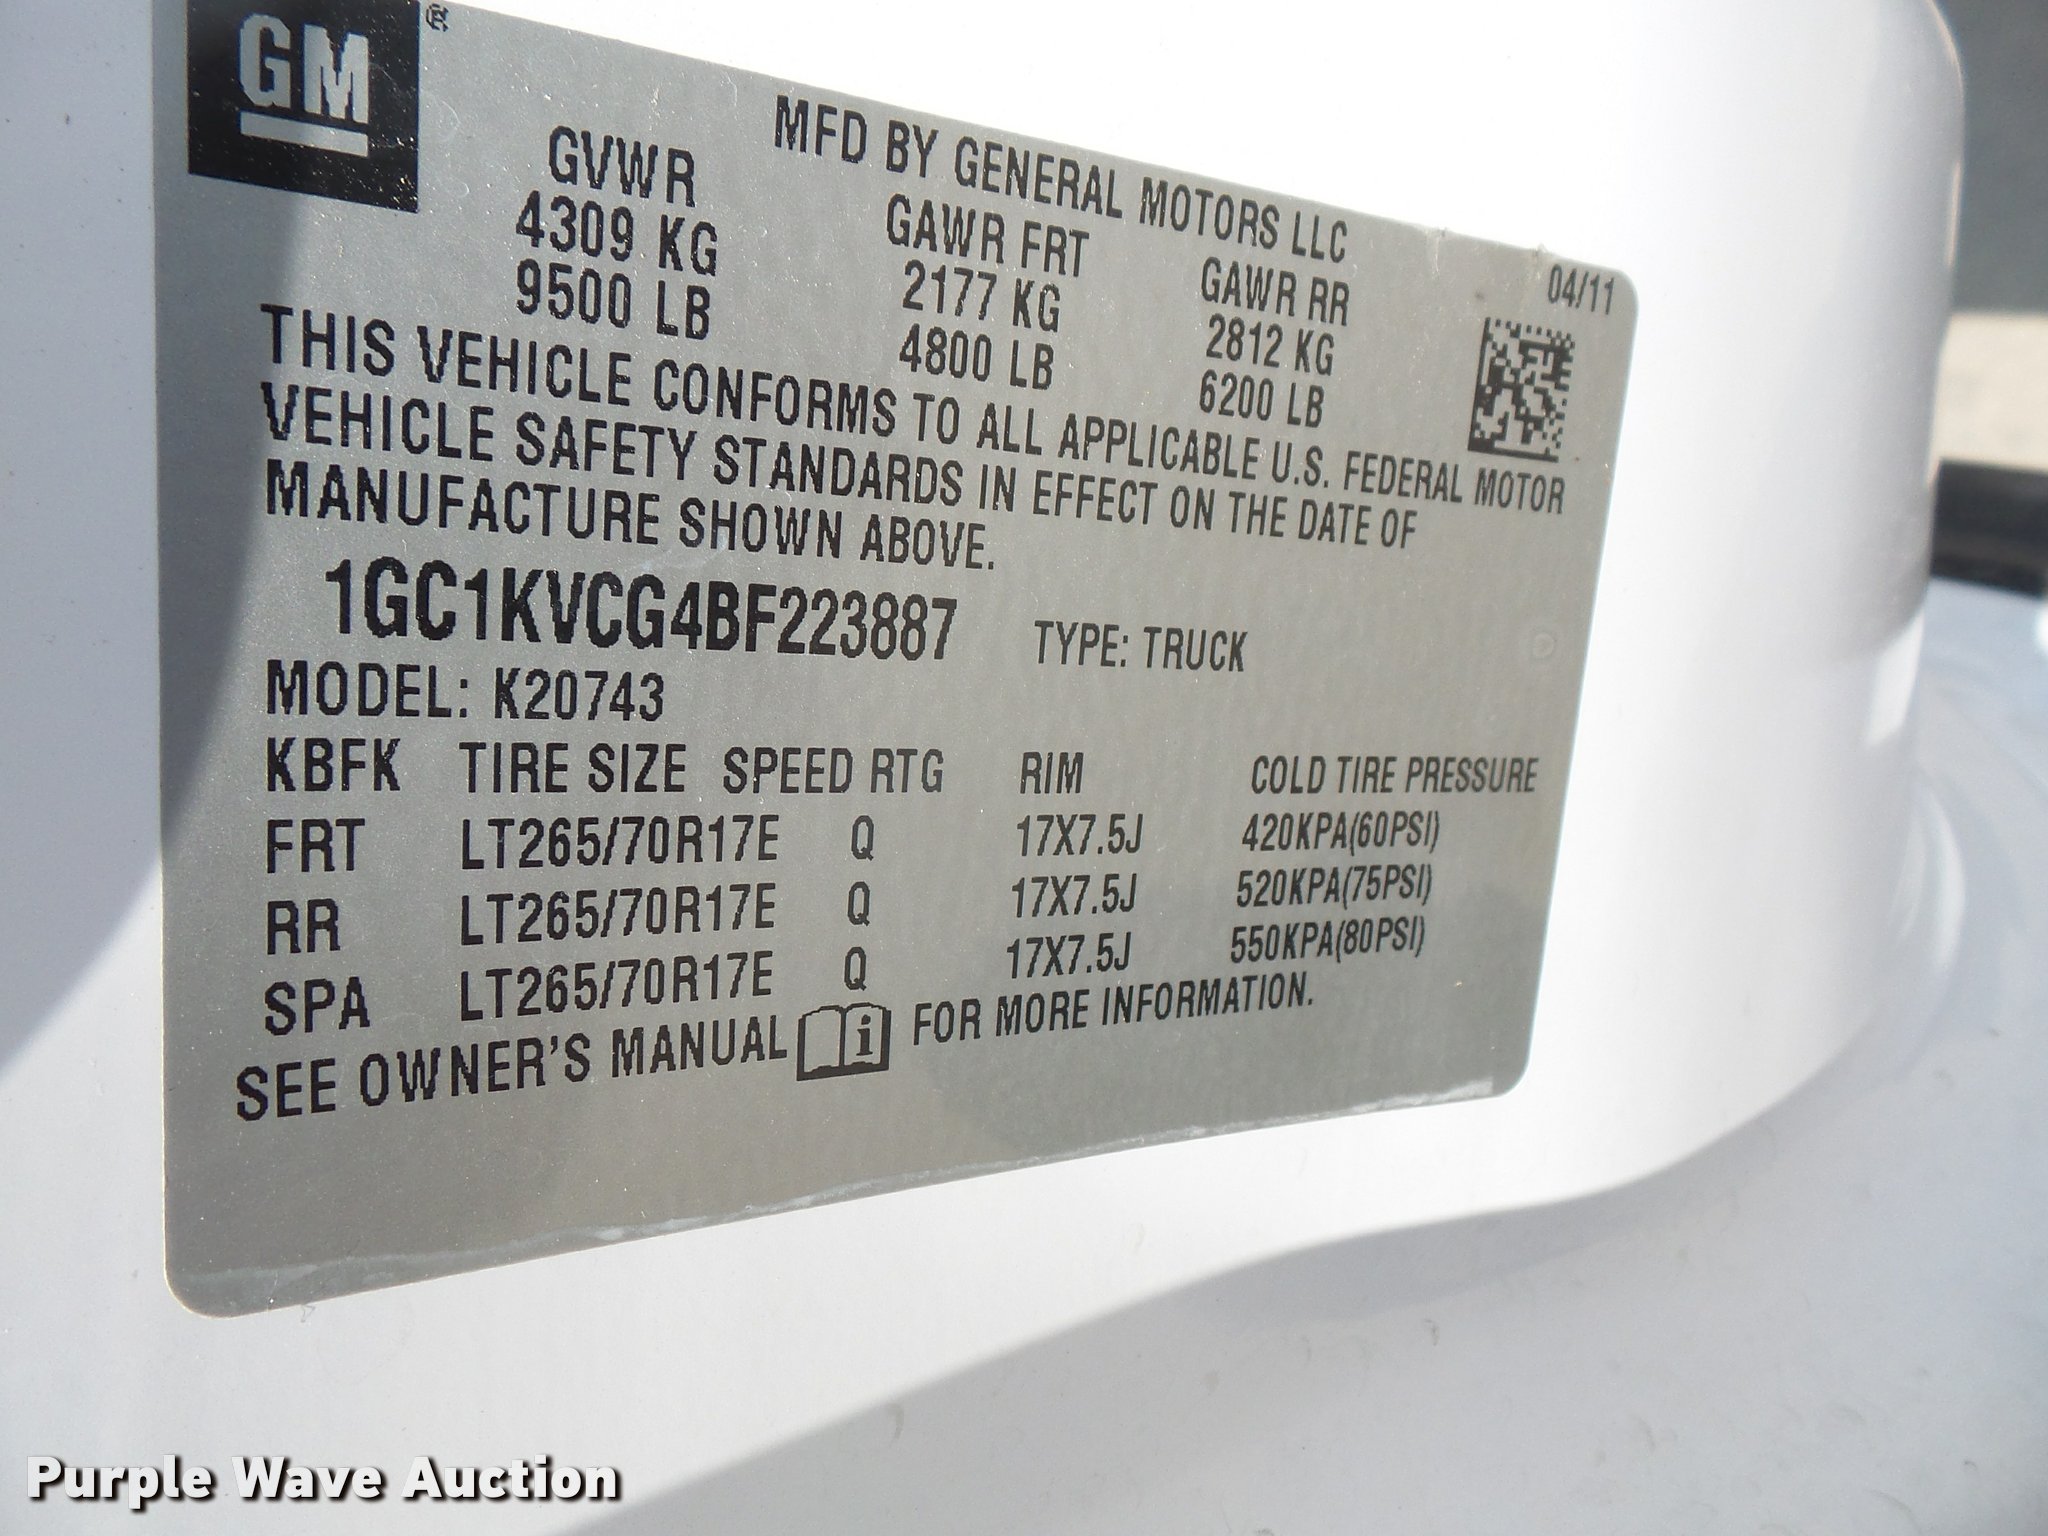 GM
MFD BY GENERAL MOTORS LLC
04/11
GVWR GAWR FRT GAWR RR
4309 KG 2177 KG 2812 KG
9500 LB 4800 LB 6200 LB
THIS VEHICLE CONFORMS TO ALL APPLICABLE U.S. FEDERAL MOTOR
VEHICLE SAFETY STANDARDS IN EFFECT ON THE DATE OF
MANUFACTURE SHOWN ABOVE.
1GC1KVCG4BF223887 TYPE: TRUCK
MODEL: K20743
KBFK TIRE SIZE SPEED RTG RIM COLD TIRE PRESSURE
FRT LT265/70R17E Q 17X7.5J 420KPA(60PSI)
RR LT265/70R17E Q 17X7.5J 520KPA(75PSI)
SPA LT265/70R17E Q 17X7.5J 550KPA(80PSI)
SEE OWNER'S MANUAL i FOR MORE INFORMATION.
Purple Wave Auction